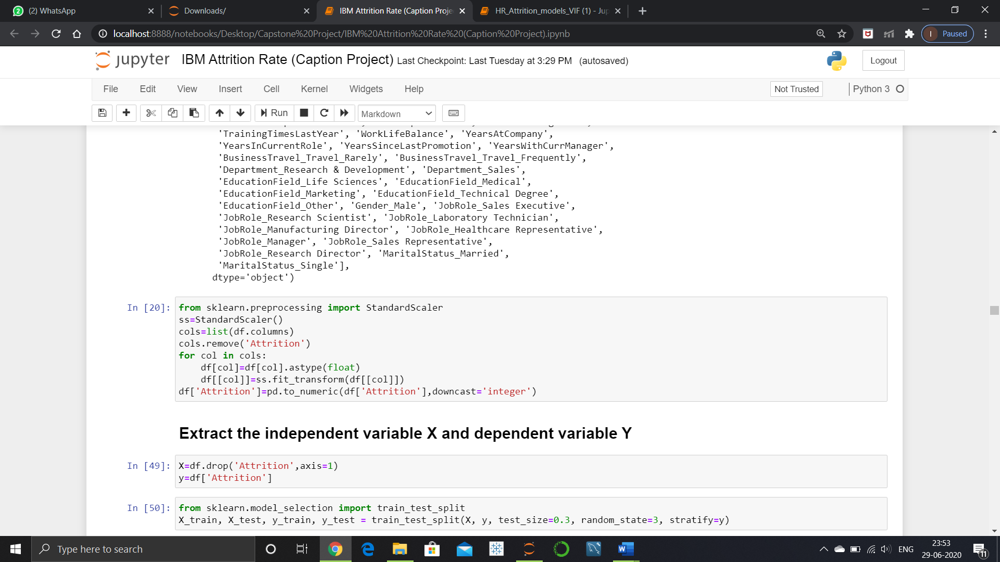 (2) WhatsApp
Downloads/
IBM Attrition Rate (Caption Proje
HR_Attrition_models_VIF (1) - Jup
localhost:8888/notebooks/Desktop/Capstone%20Project/IBM%20Attrition%20Rate%20(Caption%20Project).ipynb
I Paused
jupyter IBM Attrition Rate (Caption Project) Last Checkpoint: Last Tuesday at 3:29 PM (autosaved)
Logout
File Edit View Insert Cell Kernel Widgets Help
Not Trusted
Python 3
Run
Markdown
'TrainingTimesLastYear', 'WorkLifeBalance', 'YearsAtCompany',
'YearsInCurrentRole', 'YearsSinceLastPromotion', 'YearsWithCurrManager',
'BusinessTravel_Travel_Rarely', 'BusinessTravel_Travel_Frequently',
'Department_Research & Development', 'Department_Sales',
'EducationField_Life Sciences', 'EducationField_Medical',
'EducationField_Marketing', 'EducationField_Technical Degree',
'EducationField_Other', 'Gender_Male', 'JobRole_Sales Executive',
'JobRole_Research Scientist', 'JobRole_Laboratory Technician',
'JobRole_Manufacturing Director', 'JobRole_Healthcare Representative',
'JobRole_Manager', 'JobRole_Sales Representative',
'JobRole_Research Director', 'MaritalStatus_Married',
'MaritalStatus_Single'],
dtype='object')
In [20]: from sklearn.preprocessing import StandardScaler
ss=StandardScaler()
cols=list(df.columns)
cols.remove('Attrition')
for col in cols:
    df[col]=df[col].astype(float)
    df[[col]]=ss.fit_transform(df[[col]])
df['Attrition']=pd.to_numeric(df['Attrition'],downcast='integer')
Extract the independent variable X and dependent variable Y
In [49]: X=df.drop('Attrition',axis=1)
y=df['Attrition']
In [50]: from sklearn.model_selection import train_test_split
X_train, X_test, y_train, y_test = train_test_split(X, y, test_size=0.3, random_state=3, stratify=y)
Type here to search
ENG
23:53
29-06-2020
11